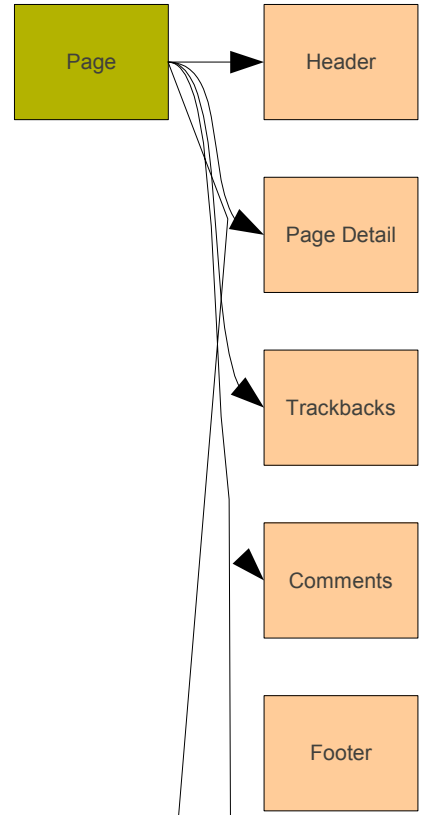 Page
Header
Page Detail
Trackbacks
Comments
Footer